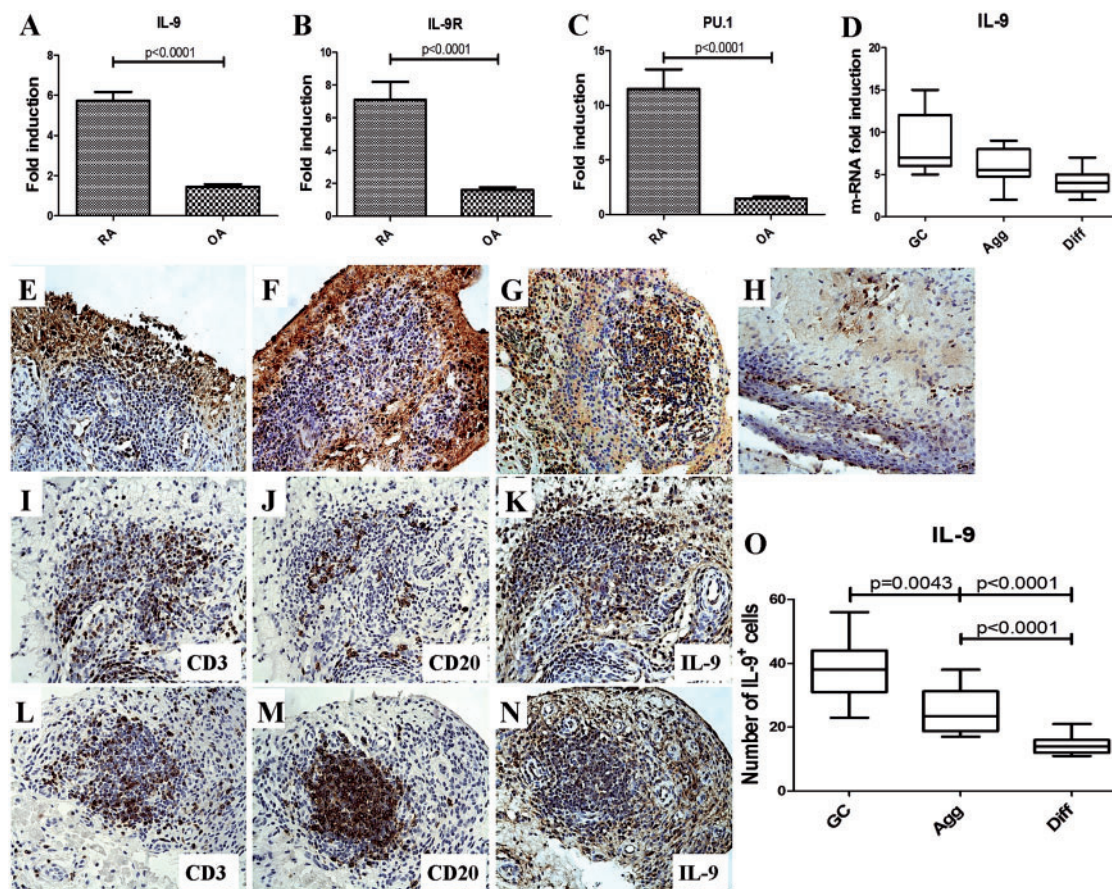 A
IL-9
Fold induction
8
6
4
2
0
p<0.0001
RA
OA
B
IL-9R
Fold induction
10
8
6
4
2
0
p<0.0001
RA
OA
C
PU.1
Fold induction
15
10
5
0
p<0.0001
RA
OA
D
IL-9
m-RNA fold induction
20
15
10
5
0
GC
Agg
Diff
E
F
G
H
I
CD3
J
CD20
K
IL-9
L
CD3
M
CD20
N
IL-9
O
IL-9
p=0.0043
p<0.0001
p<0.0001
Number of IL-9+ cells
60
40
20
0
GC
Agg
Diff